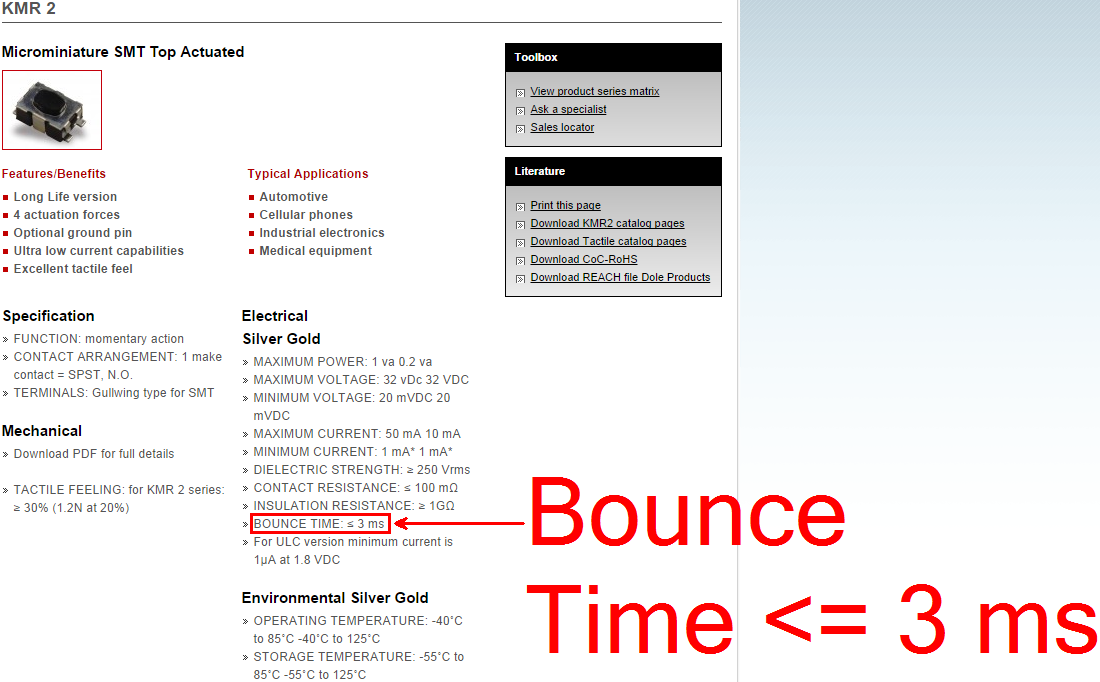 KMR 2
Microminiature SMT Top Actuated
Features/Benefits
Long Life version
4 actuation forces
Optional ground pin
Ultra low current capabilities
Excellent tactile feel
Typical Applications
Automotive
Cellular phones
Industrial electronics
Medical equipment
Toolbox
View product series matrix
Ask a specialist
Sales locator
Literature
Print this page
Download KMR2 catalog pages
Download Tactile catalog pages
Download CoC-RoHS
Download REACH file Dole Products
Specification
» FUNCTION: momentary action
» CONTACT ARRANGEMENT: 1 make
contact = SPST, N.O.
» TERMINALS: Gullwing type for SMT
Mechanical
» Download PDF for full details
» TACTILE FEELING: for KMR 2 series:
≥ 30% (1.2N at 20%)
Electrical
Silver Gold
» MAXIMUM POWER: 1 va 0.2 va
» MAXIMUM VOLTAGE: 32 vDc 32 VDC
» MINIMUM VOLTAGE: 20 mVDC 20
mVDC
» MAXIMUM CURRENT: 50 mA 10 mA
» MINIMUM CURRENT: 1 mA* 1 mA*
» DIELECTRIC STRENGTH: ≥ 250 Vrms
» CONTACT RESISTANCE: ≤ 100 mΩ
» INSULATION RESISTANCE: ≥ 1GΩ
» BOUNCE TIME: ≤ 3 ms
» For ULC version minimum current is
1µA at 1.8 VDC
Environmental Silver Gold
» OPERATING TEMPERATURE: -40°C
to 85°C -40°C to 125°C
» STORAGE TEMPERATURE: -55°C to
85°C -55°C to 125°C
Bounce
Time <= 3 ms